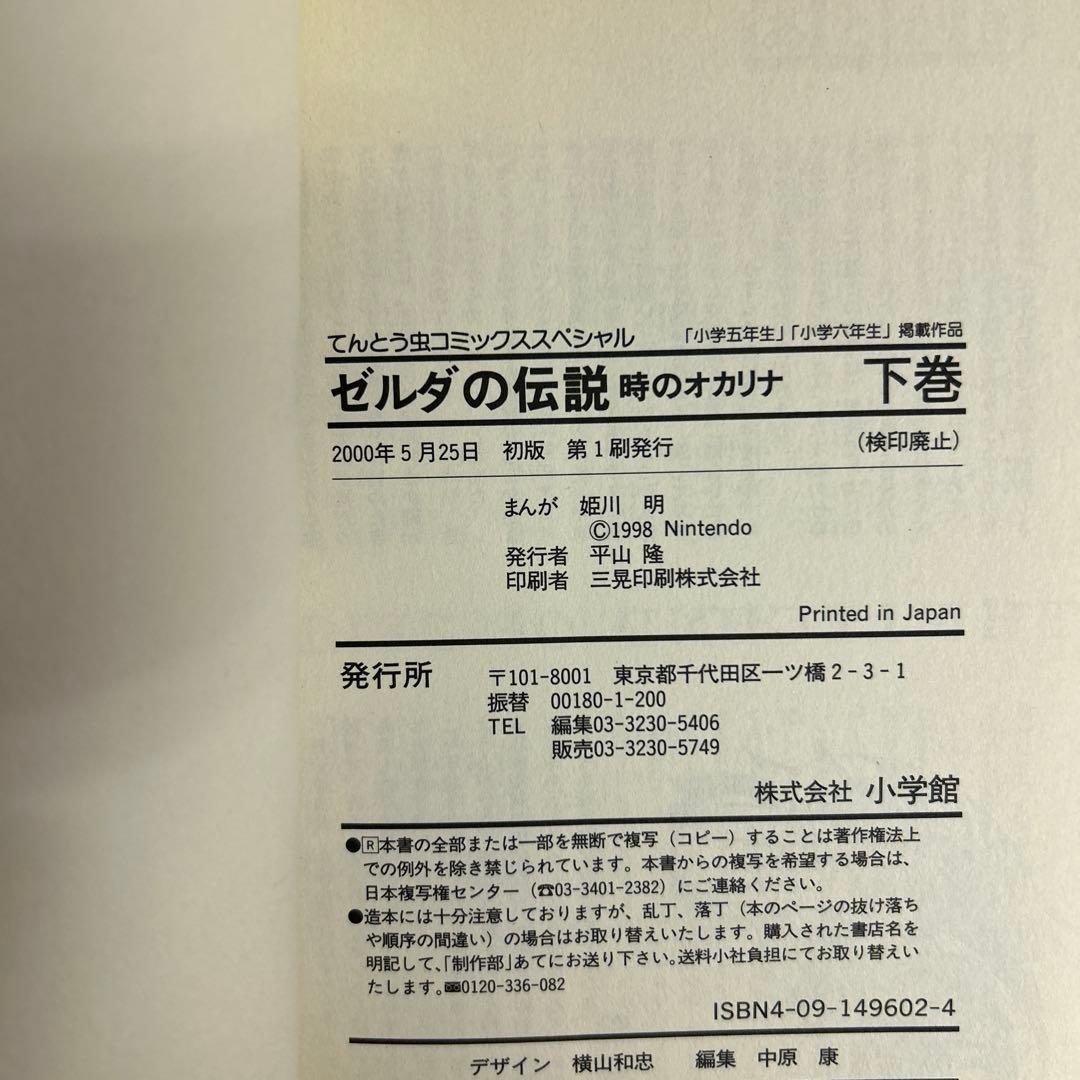 てんとう虫コミックススペシャル 「小学五年生」「小学六年生」掲載作品
ゼルダの伝説 時のオカリナ 下巻
2000年5月25日 初版 第1刷発行 (検印廃止)
まんが 姫川 明
©1998 Nintendo
発行者 平山 隆
印刷者 三晃印刷株式会社
Printed in Japan
発行所 〒101-8001 東京都千代田区一ツ橋2-3-1
振替 00180-1-200
TEL 編集03-3230-5406
販売03-3230-5749
株式会社 小学館
●Ⓡ本書の全部または一部を無断で複写(コピー)することは著作権法上
での例外を除き禁じられています。本書からの複写を希望する場合は、
日本複写権センター(☎03-3401-2382)にご連絡ください。
●造本には十分注意しておりますが、乱丁、落丁(本のページの抜け落ち
や順序の間違い)の場合はお取り替えいたします。購入された書店名を
明記して、「制作部」あてにお送り下さい。送料小社負担にてお取り替えい
たします。0120-336-082
ISBN4-09-149602-4
デザイン 横山和忠 編集 中原 康